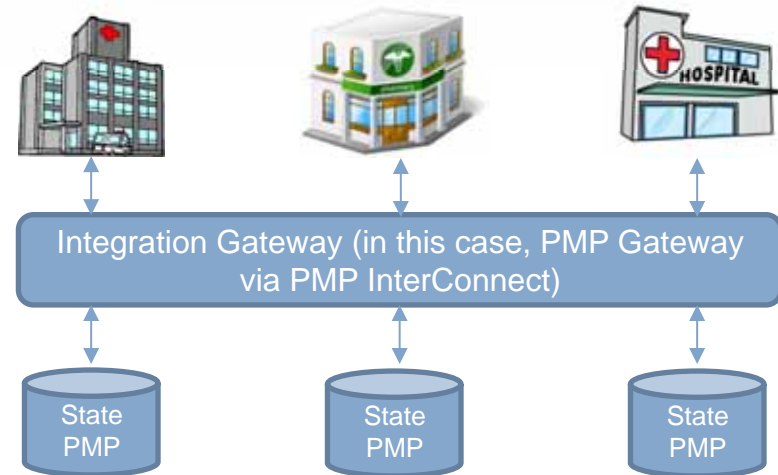 HOSPITAL
Integration Gateway (in this case, PMP Gateway
via PMP InterConnect)
State
PMP
State
PMP
State
PMP